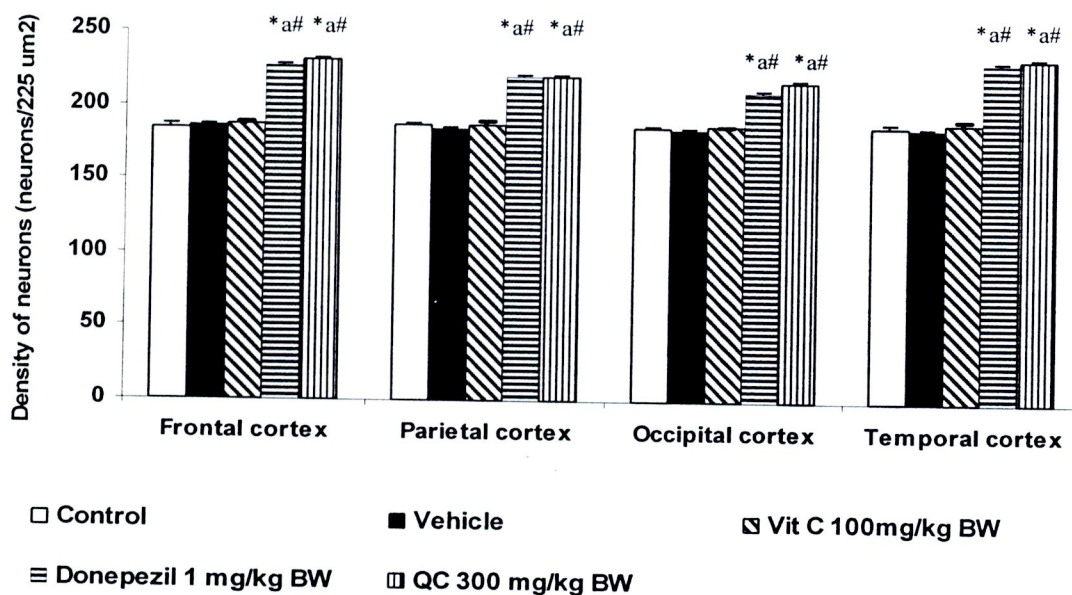 Density of neurons (neurons/225 um2)
250
200
150
100
50
0
*a# *a#
*a# *a#
*a# *a#
*a# *a#
Frontal cortex
Parietal cortex
Occipital cortex
Temporal cortex
Control
Vehicle
Vit C 100mg/kg BW
Donepezil 1 mg/kg BW
QC 300 mg/kg BW